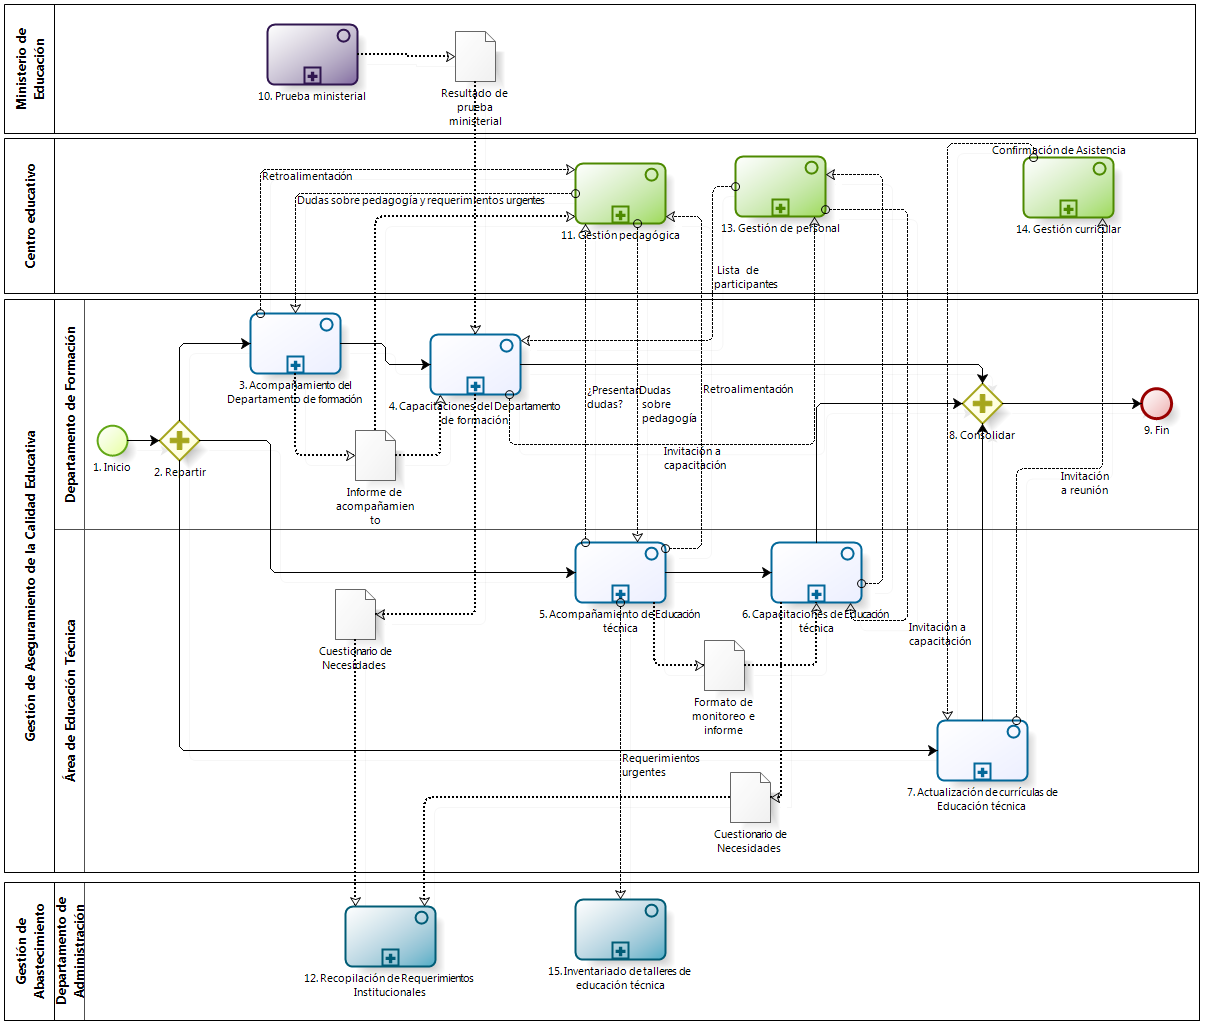 Ministerio de
Educación
10. Prueba ministerial
Resultado de
prueba
ministerial
Centro educativo
Retroalimentación
Dudas sobre pedagogía y requerimientos urgentes
11. Gestión pedagógica
13. Gestión de personal
Confirmación de Asistencia
14. Gestión curricular
Lista de
participantes
Gestión de Aseguramiento de la Calidad Educativa
Departamento de Formación
1. Inicio
2. Repartir
3. Acompañamiento del
Departamento de formación
4. Capacitaciones del Departamento
de formación
Informe de
acompañamien
to
¿Presentan
dudas?
Dudas
sobre
pedagogía
Retroalimentación
Invitación a
capacitación
8. Consolidar
9. Fin
Invitación
a reunión
Área de Educación Técnica
5. Acompañamiento de Educación
técnica
6. Capacitaciones de Educación
técnica
Invitación a
capacitación
Cuestionario de
Necesidades
Formato de
monitoreo e
informe
Requerimientos
urgentes
Cuestionario de
Necesidades
7. Actualización de currículas de
Educación técnica
Gestión de
Abastecimiento
Departamento de
Administración
12. Recopilación de Requerimientos
Institucionales
15. Inventariado de talleres de
educación técnica